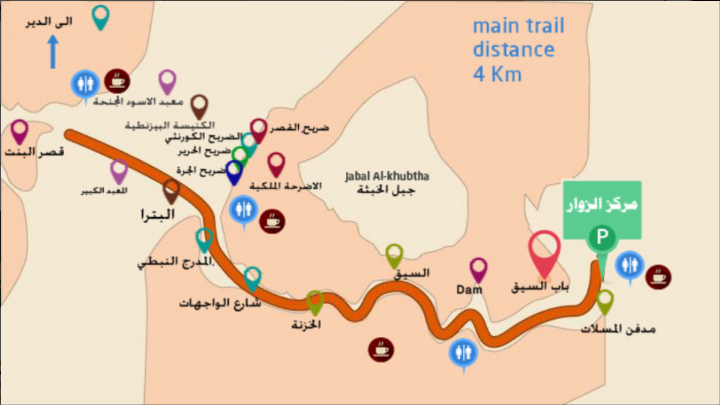 main trail
distance
4 Km
الى الدير
معبد الاسود المجنحة
الكنيسة البيزنطية
ضريح القصر
الضريح الكورنثي
ضريح الحرير
ضريح الجرة
الاضرحة الملكية
قصر البنت
المعبد الكبير
البترا
Jabal Al-khubtha
جبل الخبثة
مركز الزوار
P
المدرج النبطي
السيق
Dam
باب السيق
شارع الواجهات
الخزنة
مدفن المسلات